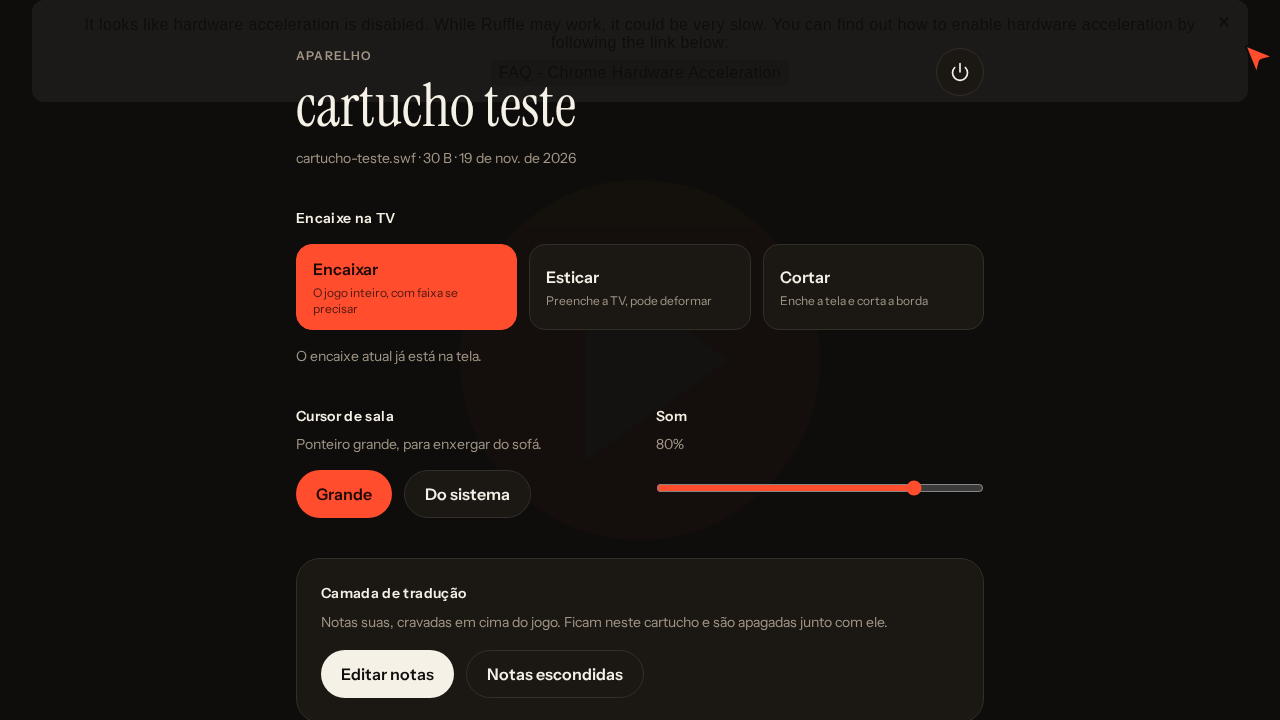 It looks like hardware acceleration is disabled. While Ruffle may work, it could be very slow. You can find out how to enable hardware acceleration by
following the link below:
FAQ - Chrome Hardware Acceleration
APARELHO
cartucho teste
cartucho-teste.swf · 30 B · 19 de nov. de 2026
Encaixe na TV
Encaixar
O jogo inteiro, com faixa se
precisar
Esticar
Preenche a TV, pode deformar
Cortar
Enche a tela e corta a borda
O encaixe atual já está na tela.
Cursor de sala
Ponteiro grande, para enxergar do sofá.
Grande
Do sistema
Som
80%
Camada de tradução
Notas suas, cravadas em cima do jogo. Ficam neste cartucho e são apagadas junto com ele.
Editar notas
Notas escondidas